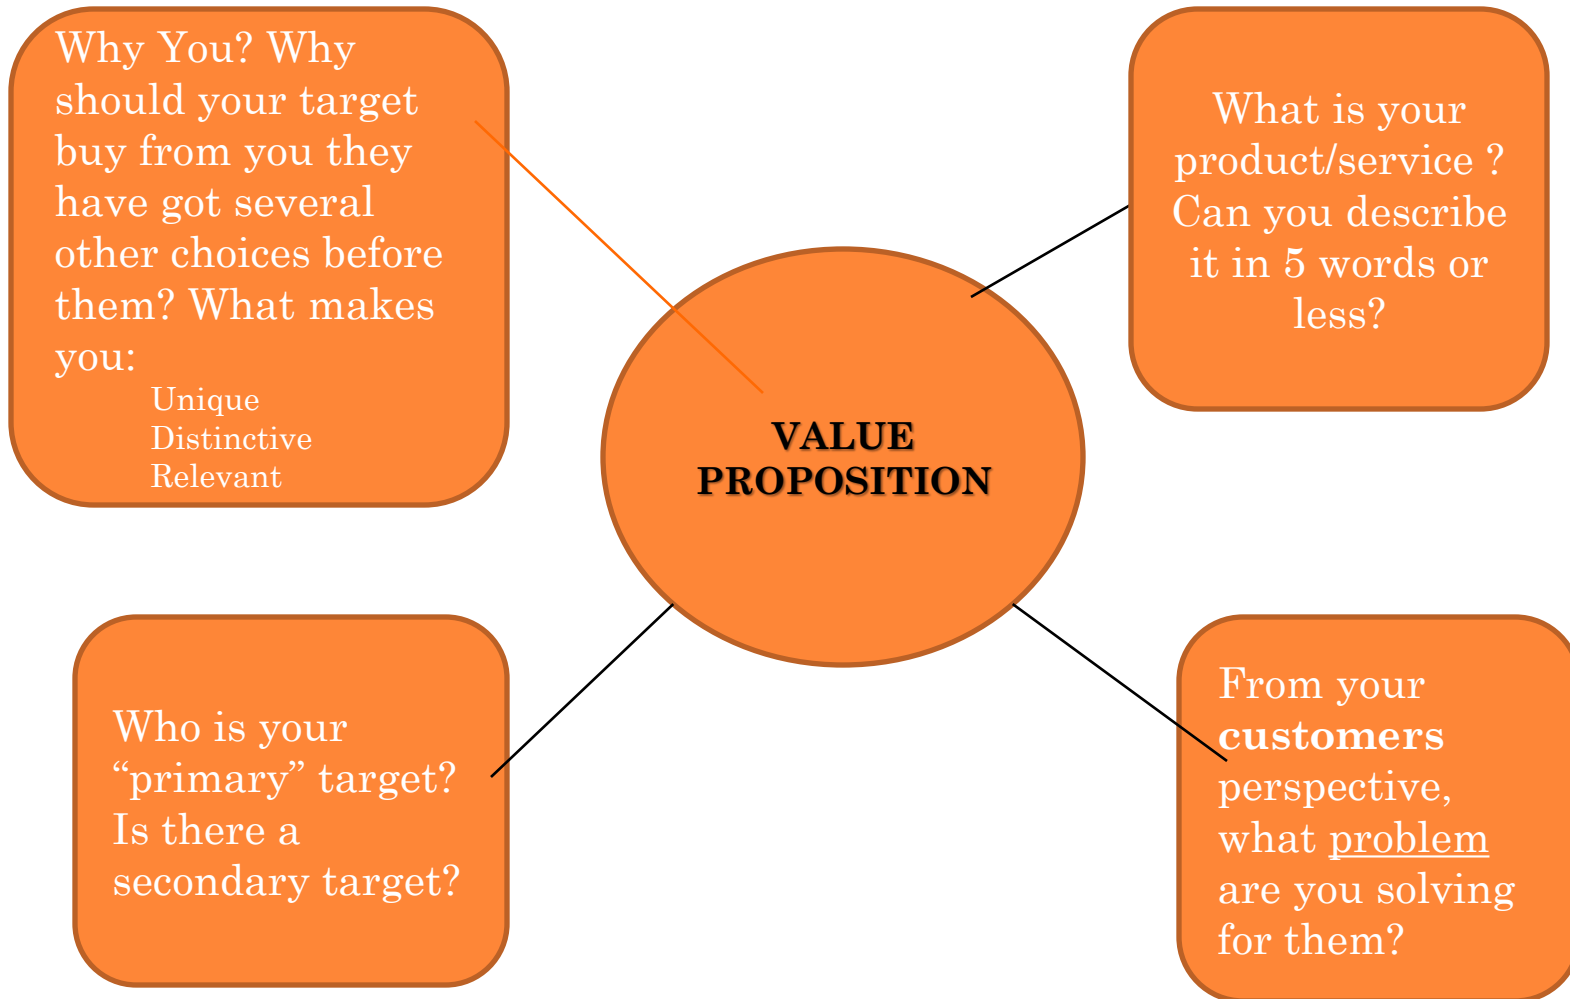 Why You? Why
should your target
buy from you they
have got several
other choices before
them? What makes
you:
Unique
Distinctive
Relevant
What is your
product/service ?
Can you describe
it in 5 words or
less?
VALUE
PROPOSITION
Who is your
“primary” target?
Is there a
secondary target?
From your
customers
perspective,
what problem
are you solving
for them?